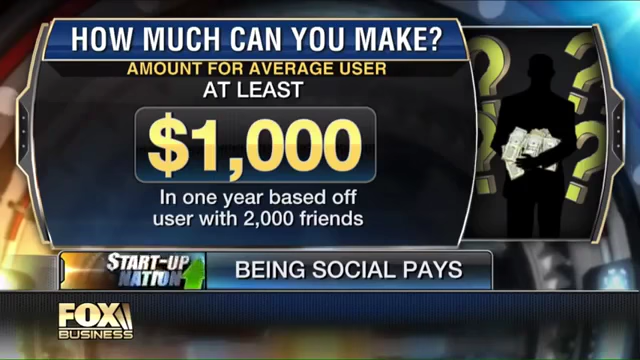 HOW MUCH CAN YOU MAKE?
AMOUNT FOR AVERAGE USER
AT LEAST
$1,000
In one year based off
user with 2,000 friends
$TART-UP
NATION
BEING SOCIAL PAYS
FOX
BUSINESS